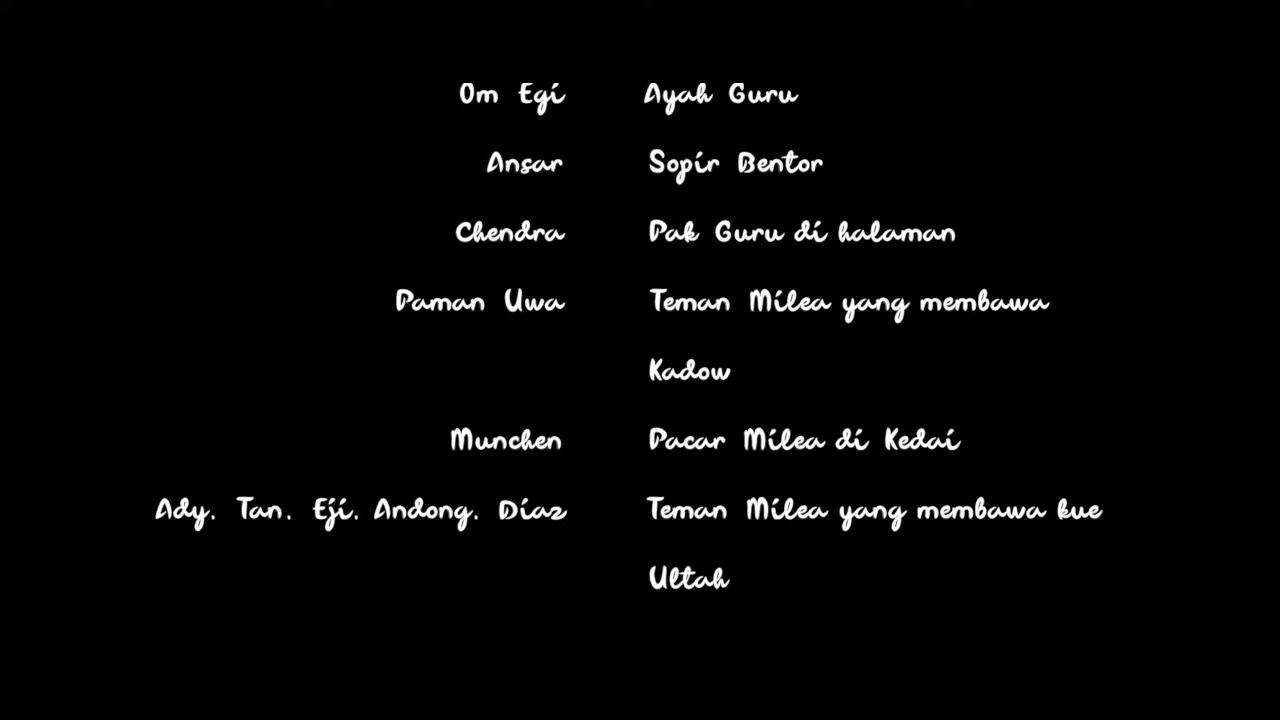 Om Egi Ayah Guru
Ansar Sopir Bentor
Chendra Pak Guru di halaman
Paman Uwa Teman Milea yang membawa
Kadow
Munchen Pacar Milea di Kedai
Ady, Tan, Eji, Andong, Diaz Teman Milea yang membawa kue
Ultah